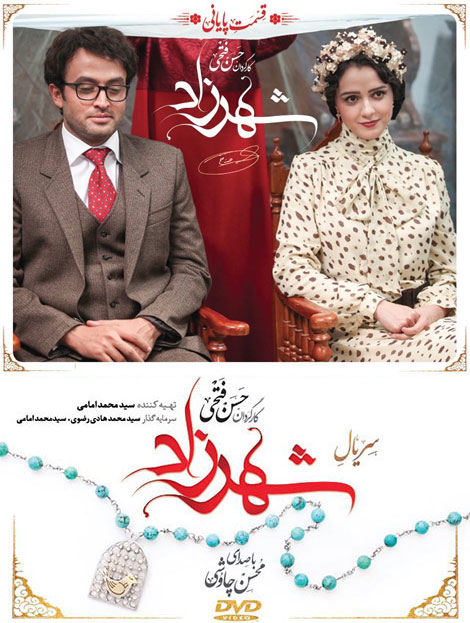 قسمت پایانی
کارگردان حسن فتحی
شهرزاد
کارگردان حسن فتحی
تهیه کننده سید محمد امامی
سرمایه گذار سید محمد هادی رضوی، سید محمد امامی
سریال
شهرزاد
با صدای
محسن چاوشی
DVD
VIDEO